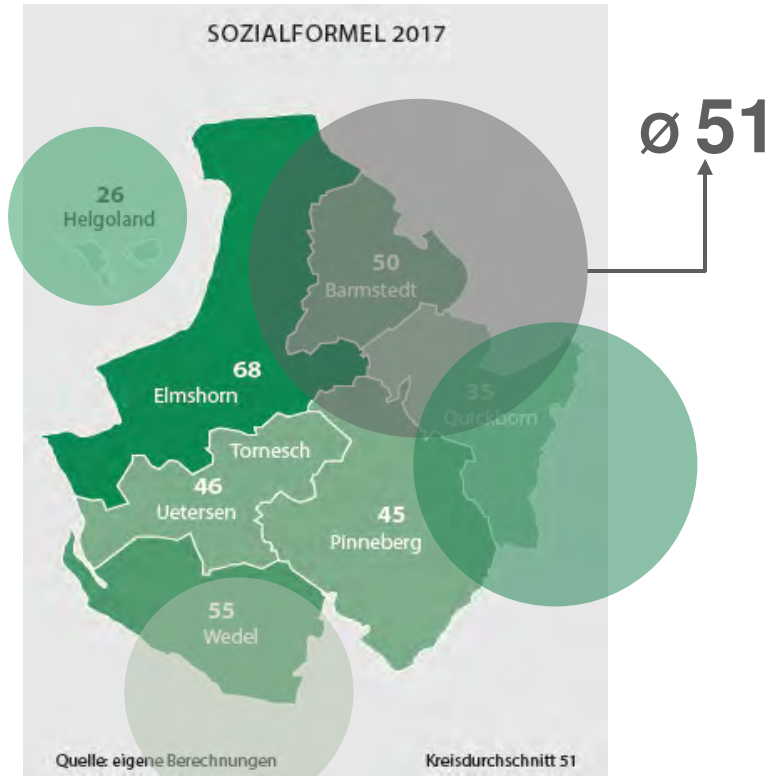 SOZIALFORMEL 2017
ø 51
26
Helgoland
50
Barmstedt
68
Elmshorn
35
Quickborn
Tornesch
46
Uetersen
45
Pinneberg
55
Wedel
Quelle: eigene Berechnungen
Kreisdurchschnitt 51